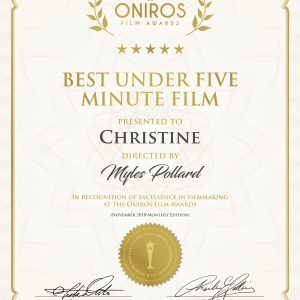 ONIROS
FILM AWARDS
BEST UNDER FIVE
MINUTE FILM
PRESENTED TO
CHRISTINE
DIRECTED BY
Myles Pollard
IN RECOGNITION OF EXCELLENCE IN FILMMAKING
AT THE ONIROS FILM AWARDS
(NOVEMBER 2018 MONTHLY EDITION)